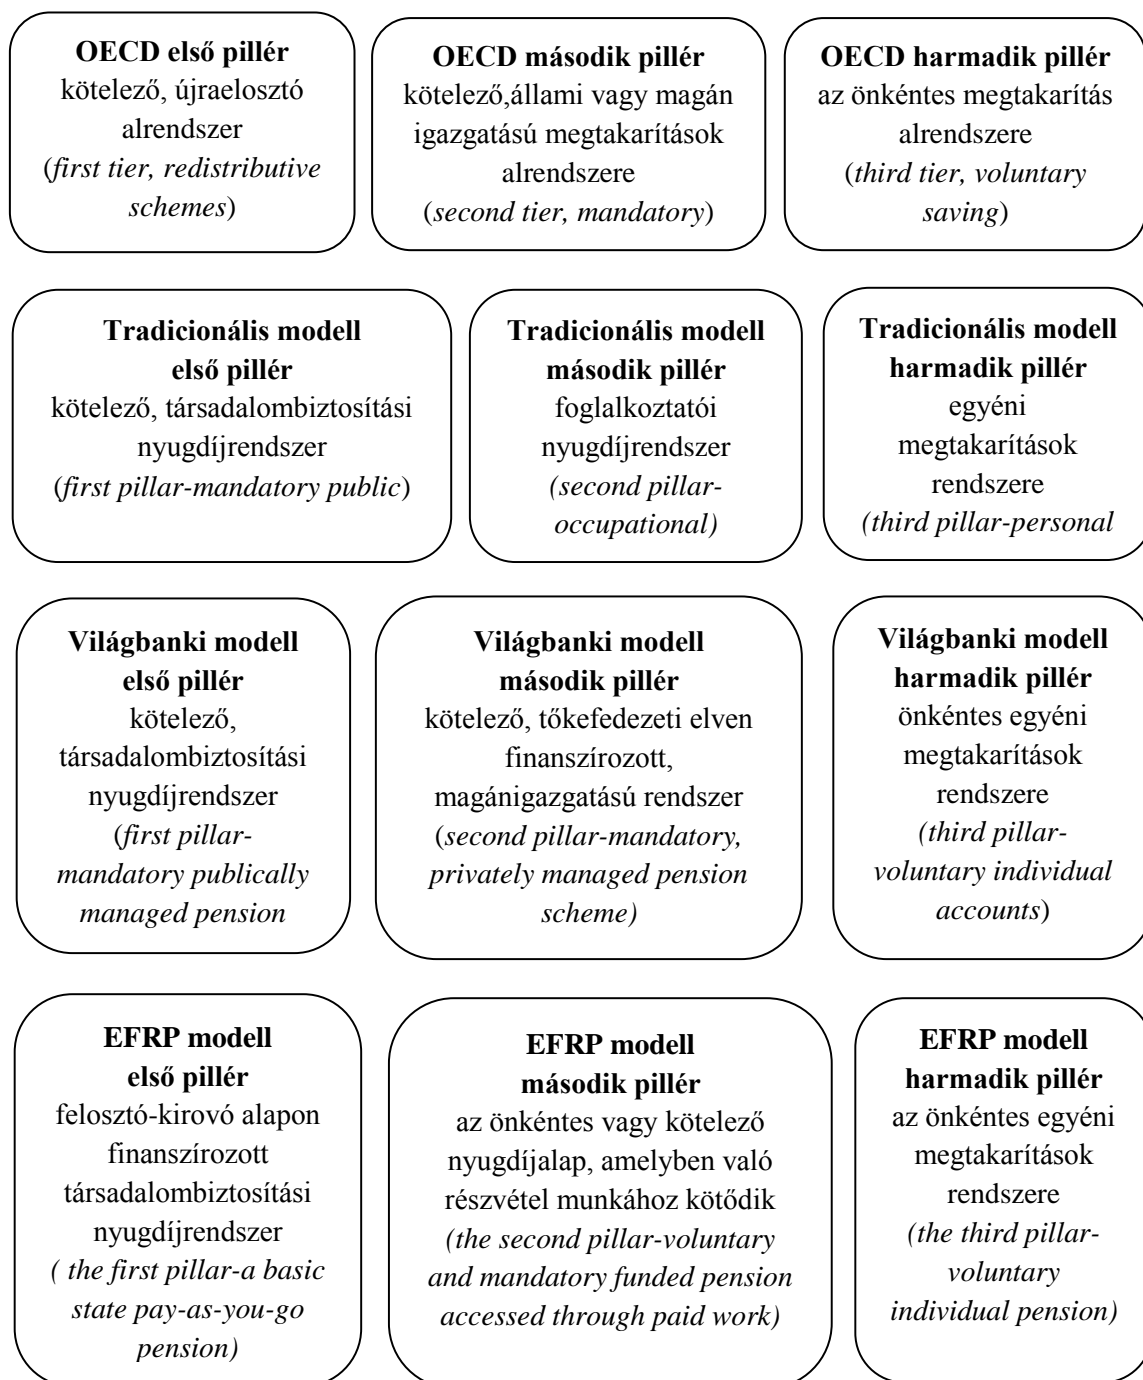 OECD első pillér
kötelező, újraelosztó
alrendszer
(first tier, redistributive
schemes)
OECD második pillér
kötelező,állami vagy magán
igazgatású megtakarítások
alrendszere
(second tier, mandatory)
OECD harmadik pillér
az önkéntes megtakarítás
alrendszere
(third tier, voluntary
saving)
Tradicionális modell
első pillér
kötelező, társadalombiztosítási
nyugdíjrendszer
(first pillar-mandatory public)
Tradicionális modell
második pillér
foglalkoztatói
nyugdíjrendszer
(second pillar-
occupational)
Tradicionális modell
harmadik pillér
egyéni
megtakarítások
rendszere
(third pillar-personal
Világbanki modell
első pillér
kötelező,
társadalombiztosítási
nyugdíjrendszer
(first pillar-
mandatory publically
managed pension
Világbanki modell
második pillér
kötelező, tőkefedezeti elven
finanszírozott,
magánigazgatású rendszer
(second pillar-mandatory,
privately managed pension
scheme)
Világbanki modell
harmadik pillér
önkéntes egyéni
megtakarítások
rendszere
(third pillar-
voluntary individual
accounts)
EFRP modell
első pillér
felosztó-kirovó alapon
finanszírozott
társadalombiztosítási
nyugdíjrendszer
( the first pillar-a basic
state pay-as-you-go
pension)
EFRP modell
második pillér
az önkéntes vagy kötelező
nyugdíjalap, amelyben való
részvétel munkához kötődik
(the second pillar-voluntary
and mandatory funded pension
accessed through paid work)
EFRP modell
harmadik pillér
az önkéntes egyéni
megtakarítások
rendszere
(the third pillar-
voluntary
individual pension)